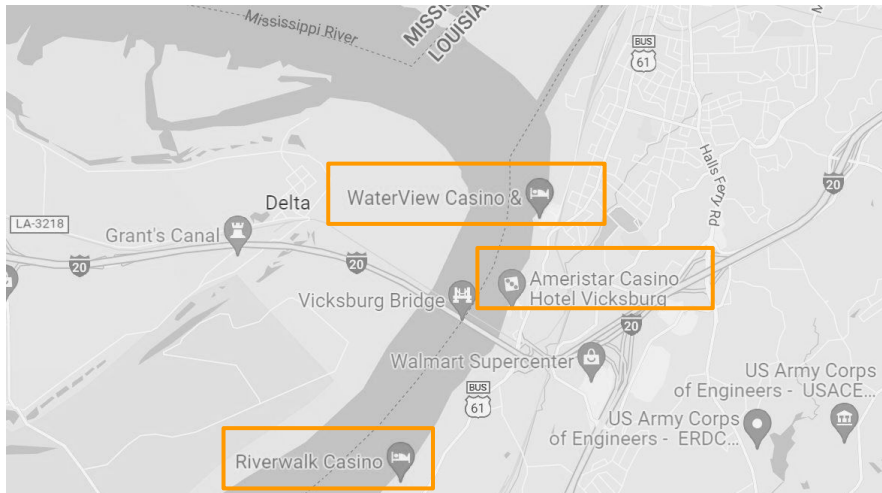 Mississippi River
MISSIS
LOUISIAN
BUS
61
Halls Ferry Rd
20
WaterView Casino &
Delta
LA-3218
Grant's Canal
20
20
Ameristar Casino
Hotel Vicksburg
Vicksburg Bridge
20
Walmart Supercenter
BUS
61
US Army Corps
of Engineers - USACE...
US Army Corps
of Engineers - ERDC...
Riverwalk Casino